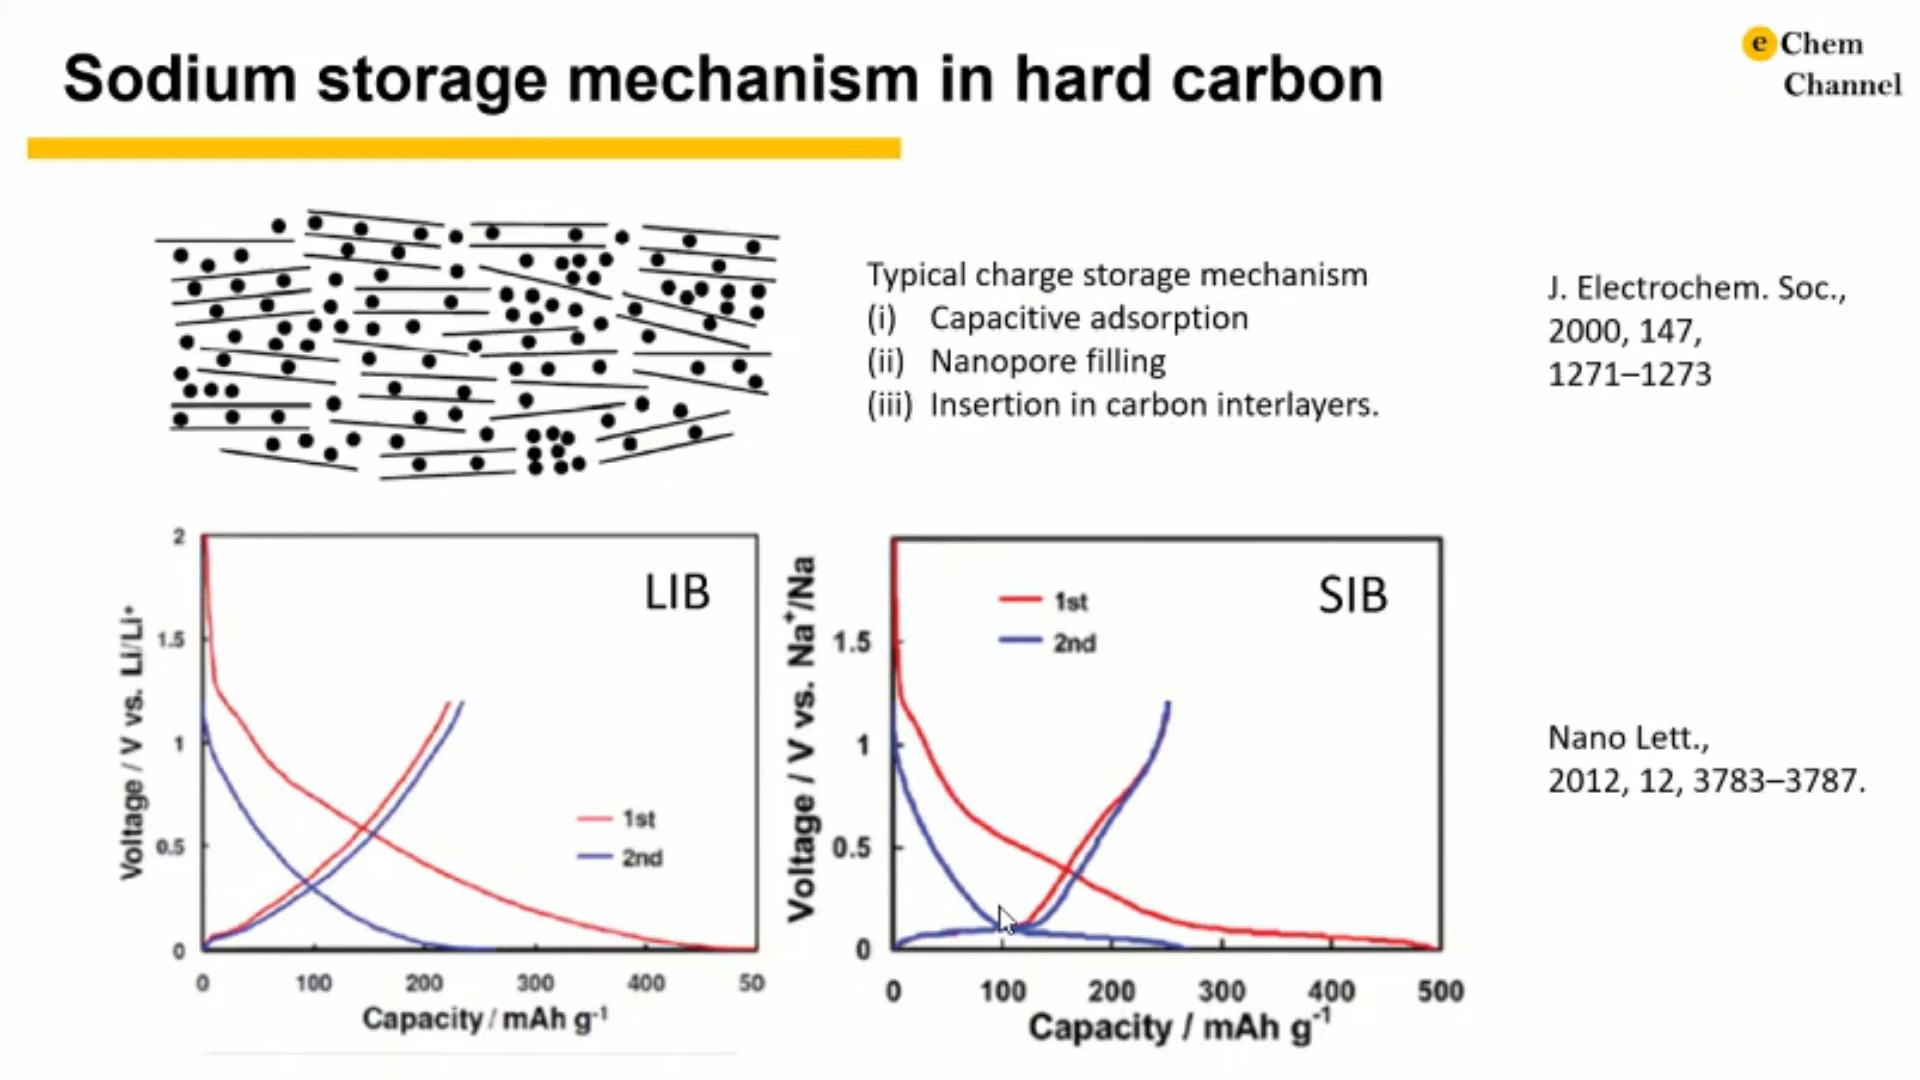 Sodium storage mechanism in hard carbon
e Chem
Channel
Typical charge storage mechanism
(i) Capacitive adsorption
(ii) Nanopore filling
(iii) Insertion in carbon interlayers.
J. Electrochem. Soc.,
2000, 147,
1271–1273
LIB
Voltage / V vs. Li/Li⁺
2
1.5
1
0.5
0
1st
2nd
0 100 200 300 400 50
Capacity / mAh g⁻¹
SIB
Voltage / V vs. Na⁺/Na
1st
2nd
1.5
1
0.5
0
0 100 200 300 400 500
Capacity / mAh g⁻¹
Nano Lett.,
2012, 12, 3783–3787.